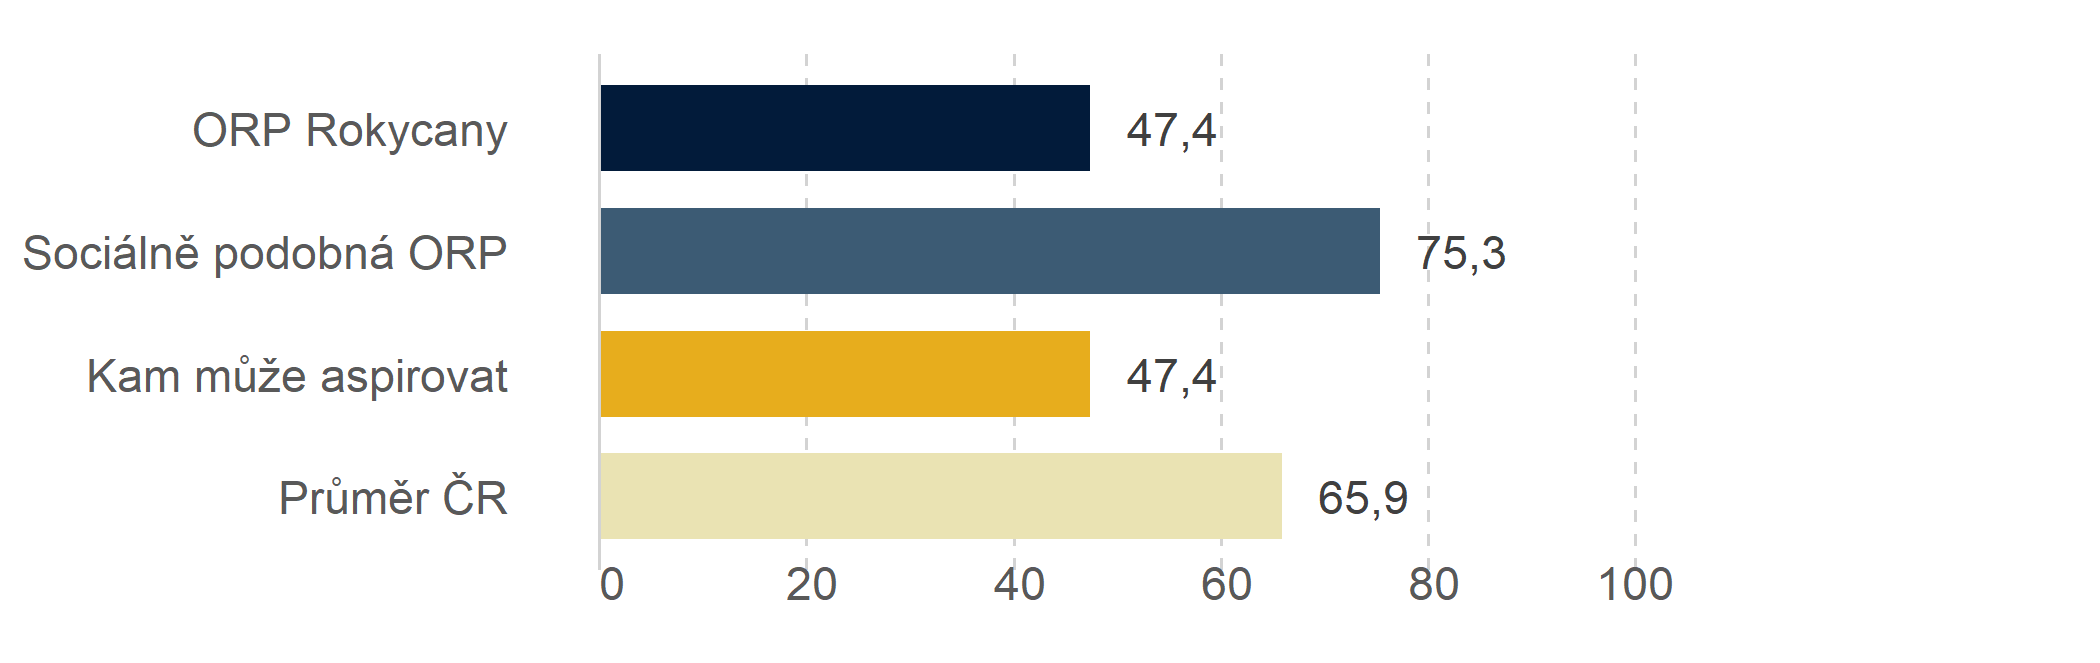 ORP Rokycany 47,4
Sociálně podobná ORP 75,3
Kam může aspirovat 47,4
Průměr ČR 65,9
0 20 40 60 80 100